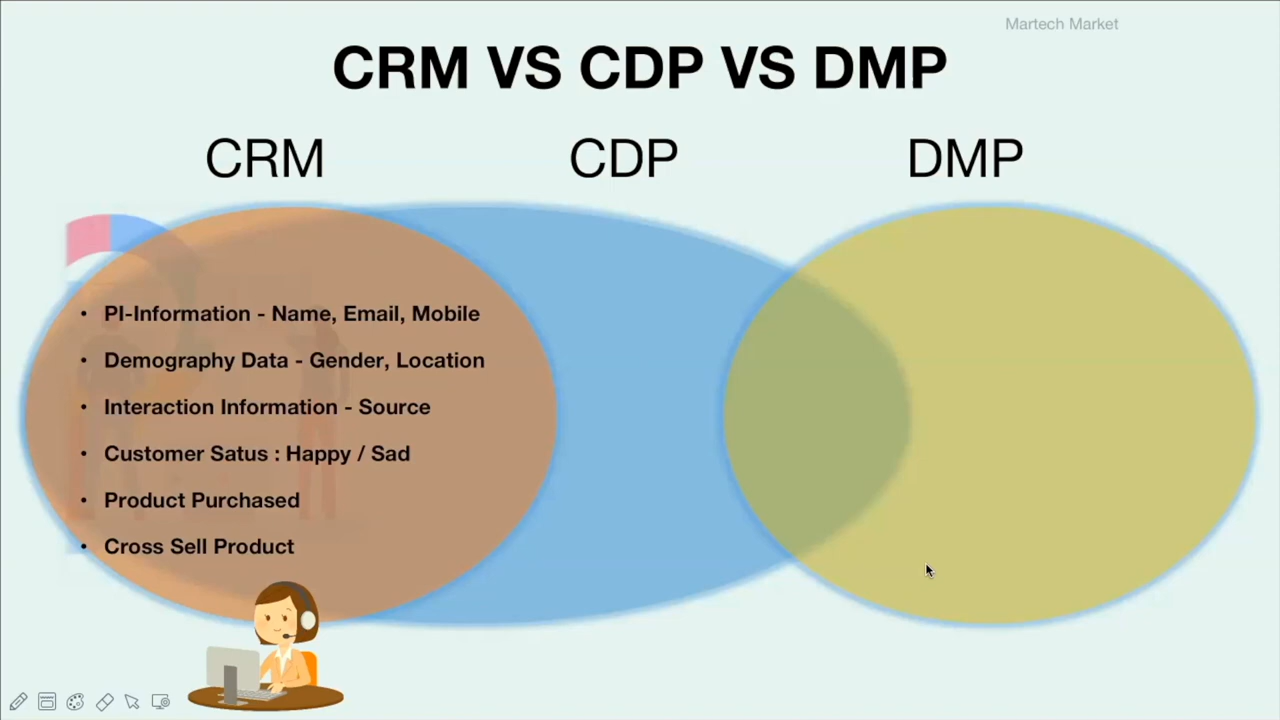 Martech Market
CRM VS CDP VS DMP
CRM
CDP
DMP
• PI-Information - Name, Email, Mobile
• Demography Data - Gender, Location
• Interaction Information - Source
• Customer Satus : Happy / Sad
• Product Purchased
• Cross Sell Product